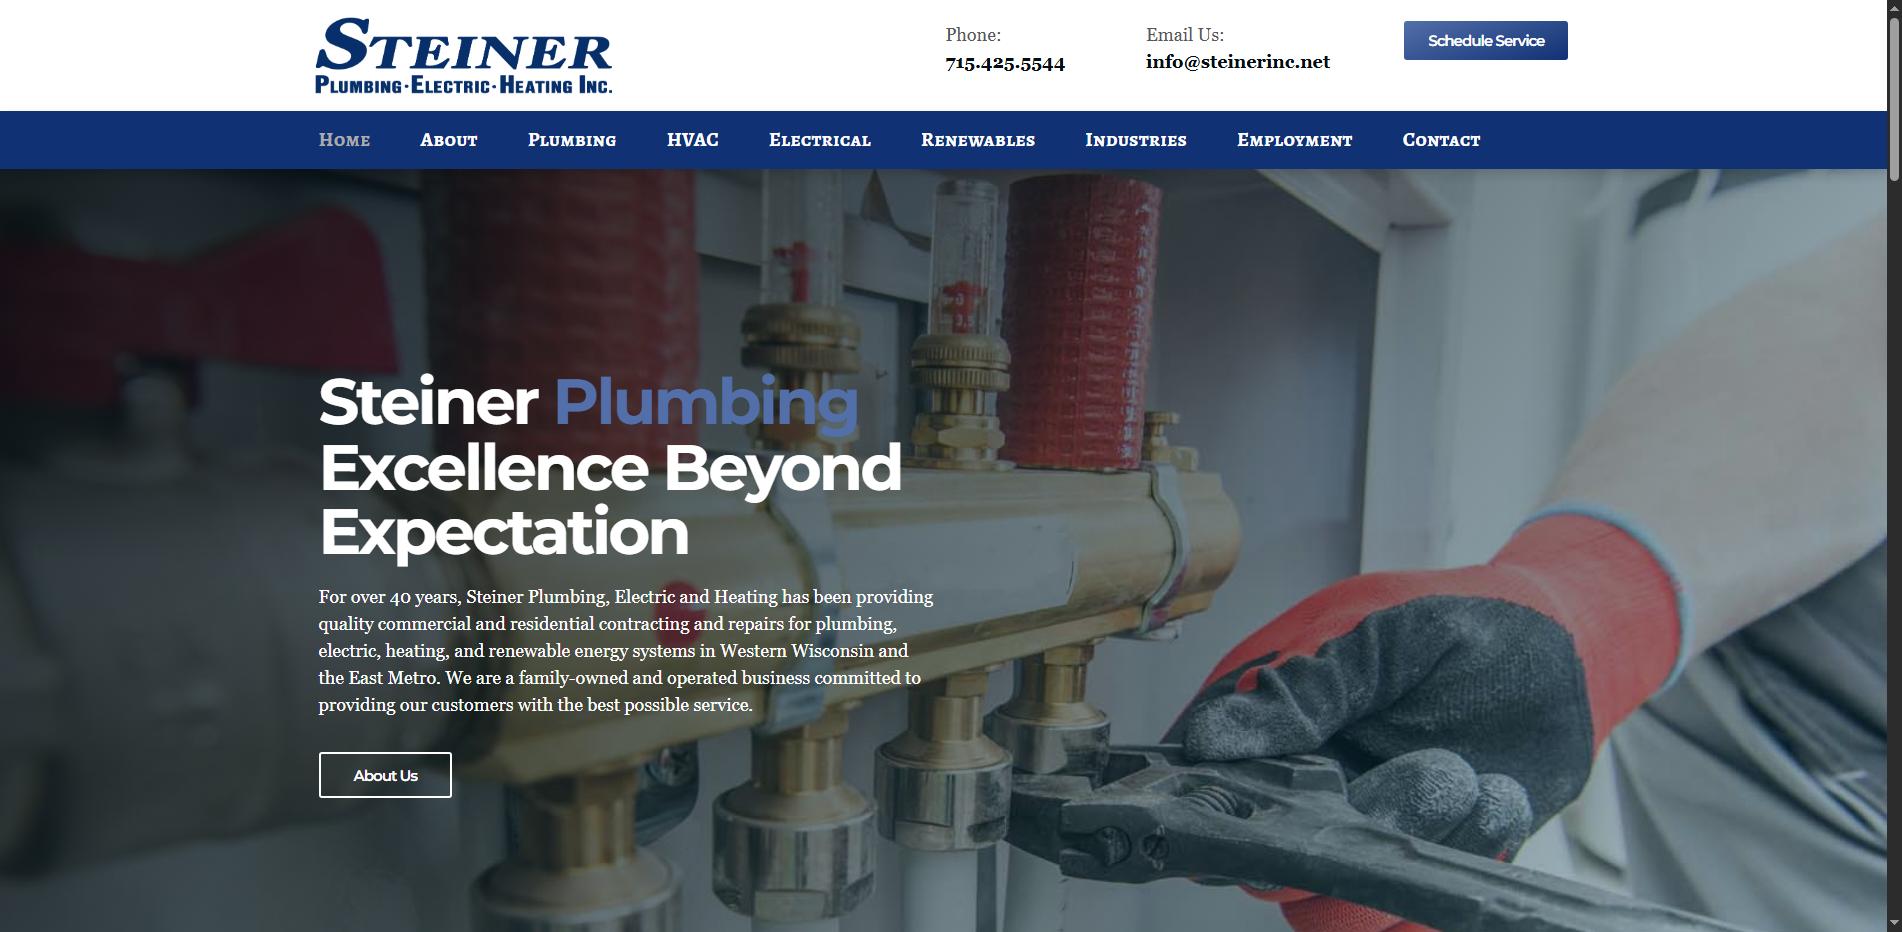 STEINER
PLUMBING·ELECTRIC·HEATING INC.
Phone:
715.425.5544
Email Us:
info@steinerinc.net
Schedule Service
Home
About
Plumbing
HVAC
Electrical
Renewables
Industries
Employment
Contact
Steiner Plumbing
Excellence Beyond
Expectation
For over 40 years, Steiner Plumbing, Electric and Heating has been providing
quality commercial and residential contracting and repairs for plumbing,
electric, heating, and renewable energy systems in Western Wisconsin and
the East Metro. We are a family-owned and operated business committed to
providing our customers with the best possible service.
About Us